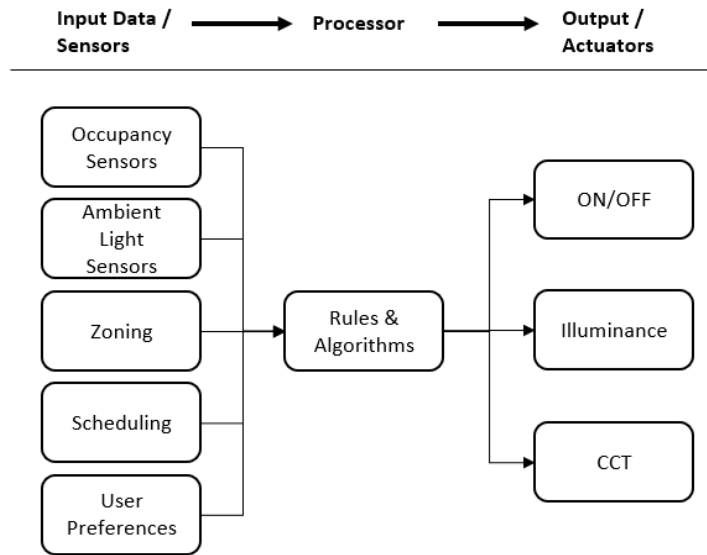 Input Data /
Sensors
Processor
Output /
Actuators
Occupancy
Sensors
Ambient
Light
Sensors
Zoning
Scheduling
User
Preferences
Rules &
Algorithms
ON/OFF
Illuminance
CCT